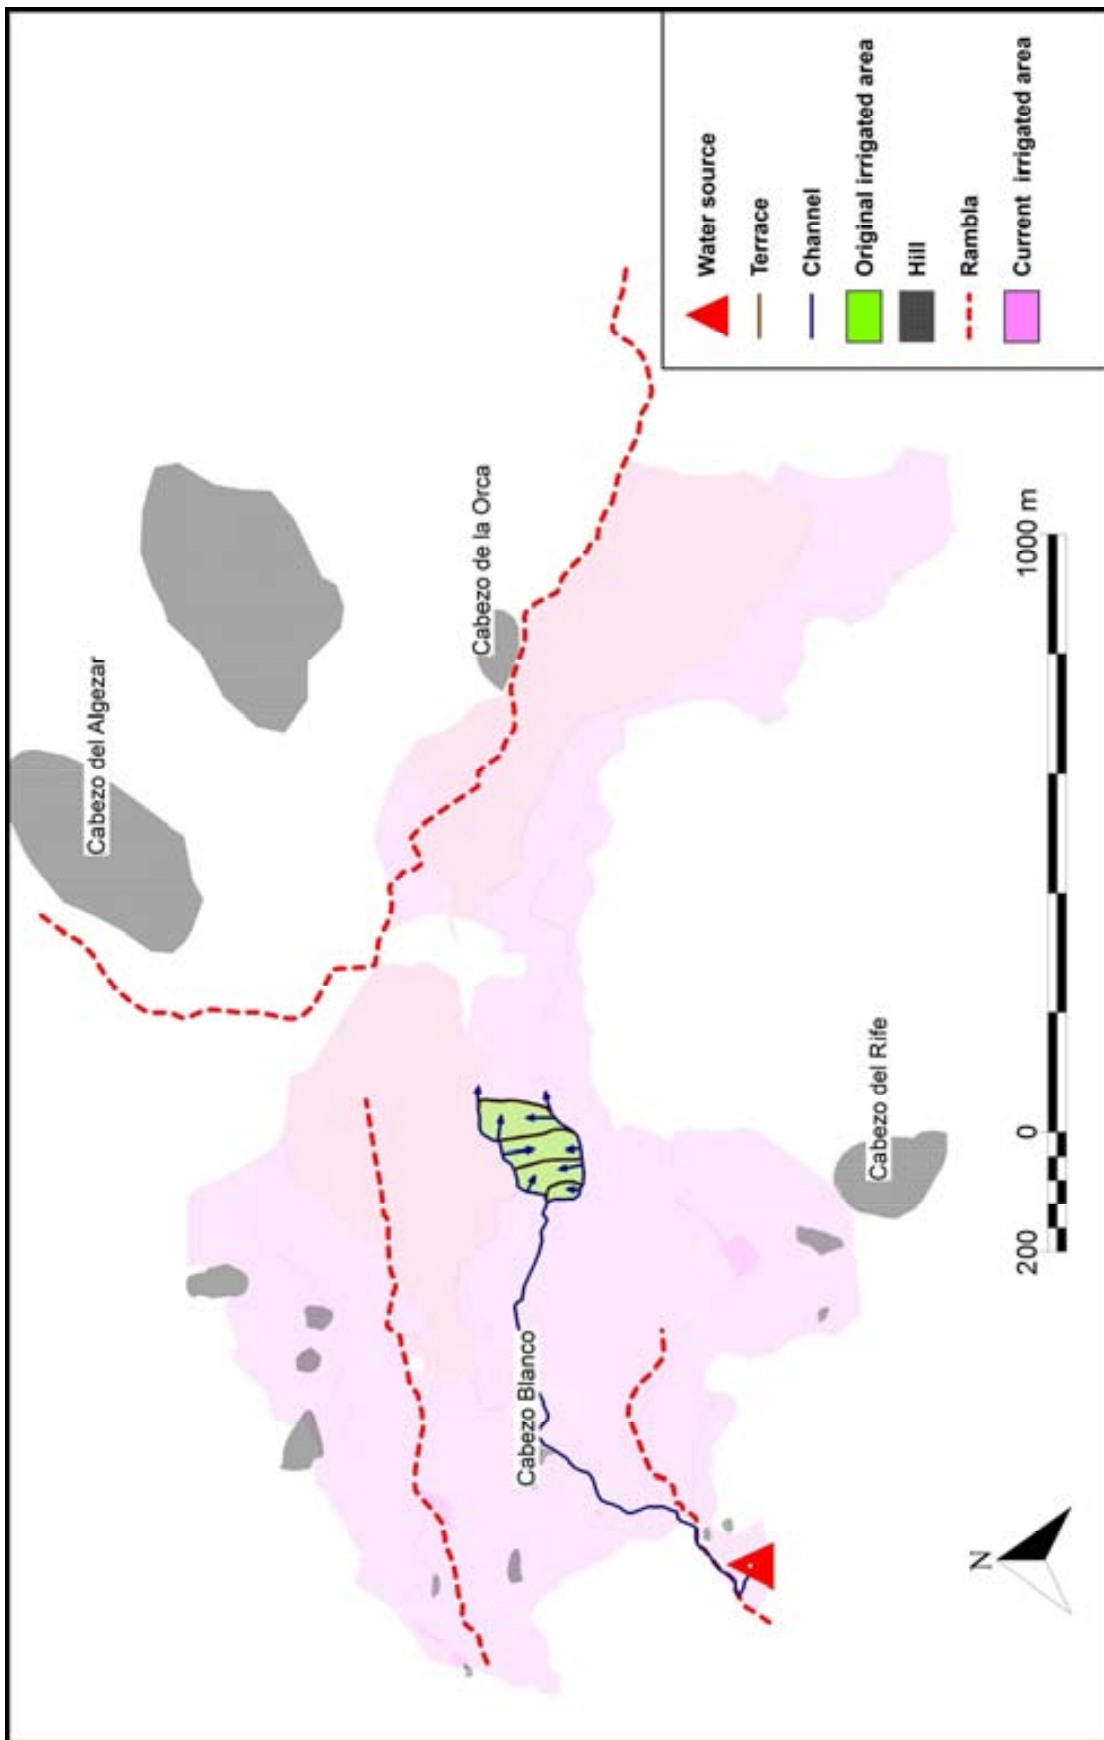 Cabezo del Algezar
Cabezo de la Orca
Cabezo Blanco
Cabezo del Rife
N
200
0
1000 m
Water source
Terrace
Channel
Original irrigated area
Hill
Rambla
Current irrigated area